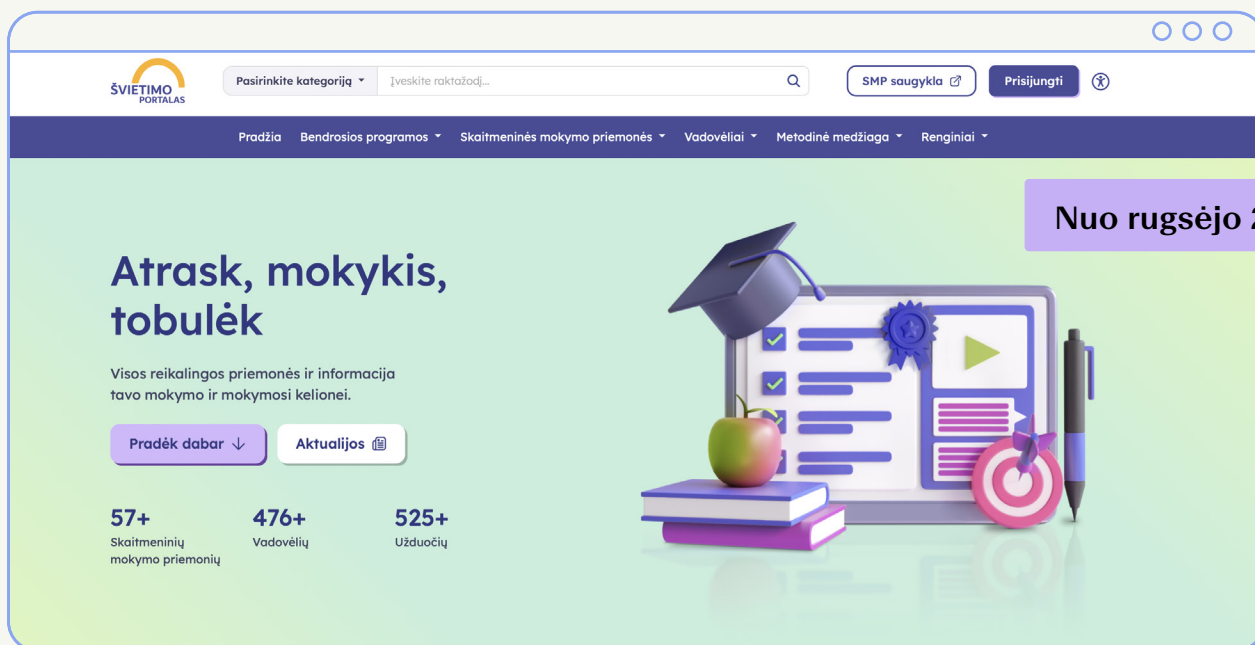 ŠVIETIMO
PORTALAS
Pasirinkite kategoriją
Įveskite raktažodį...
SMP saugykla
Prisijungti
Pradžia Bendrosios programos Skaitmeninės mokymo priemonės Vadovėliai Metodinė medžiaga Renginiai
Nuo rugsėjo 2
Atrask, mokykis,
tobulėk
Visos reikalingos priemonės ir informacija
tavo mokymo ir mokymosi kelionei.
Pradėk dabar
Aktualijos
57+
Skaitmeninių
mokymo priemonių
476+
Vadovėlių
525+
Užduočių